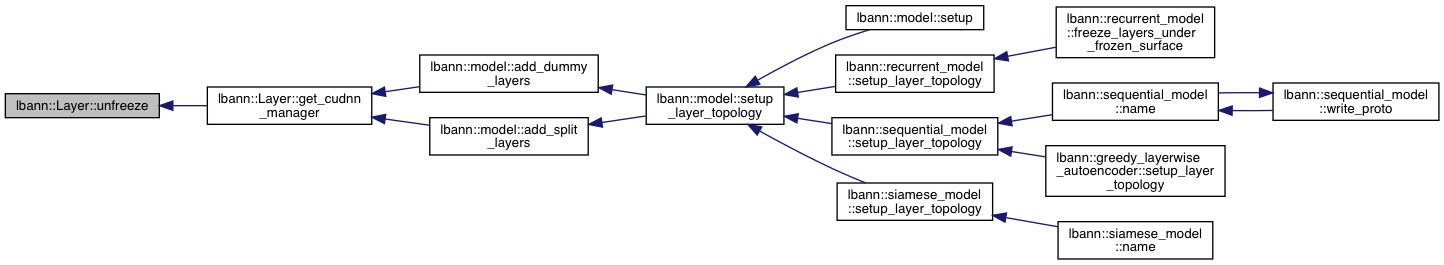 lbann::Layer::unfreeze
lbann::Layer::get_cudnn
_manager
lbann::model::add_dummy
_layers
lbann::model::add_split
_layers
lbann::model::setup
_layer_topology
lbann::model::setup
lbann::recurrent_model
::setup_layer_topology
lbann::sequential_model
::setup_layer_topology
lbann::siamese_model
::setup_layer_topology
lbann::recurrent_model
::freeze_layers_under
_frozen_surface
lbann::sequential_model
::name
lbann::greedy_layerwise
_autoencoder::setup_layer
_topology
lbann::siamese_model
::name
lbann::sequential_model
::write_proto